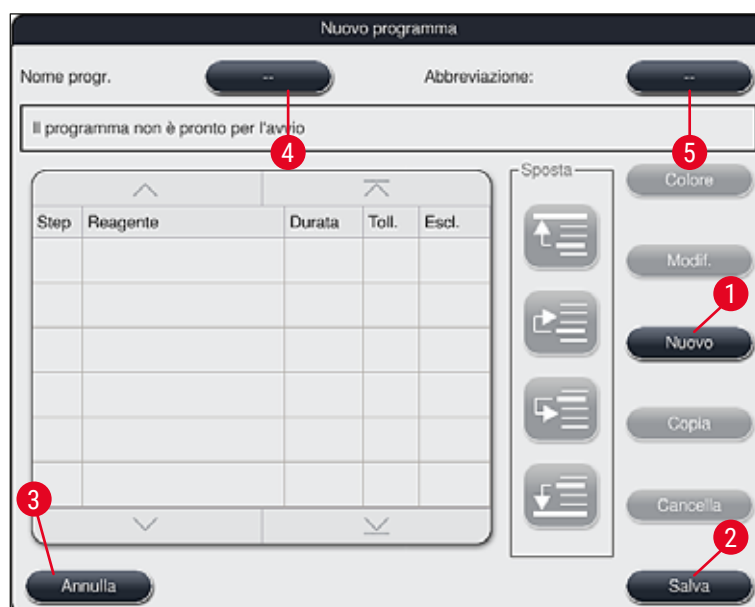 Nuovo programma
Nome progr. -- Abbreviazione: --
4 5
Il programma non è pronto per l'avvio
Sposta
Colore
Step Reagente Durata Toll. Escl.
Modif.
1
Nuovo
Copia
3
Cancella
2
Annulla Salva